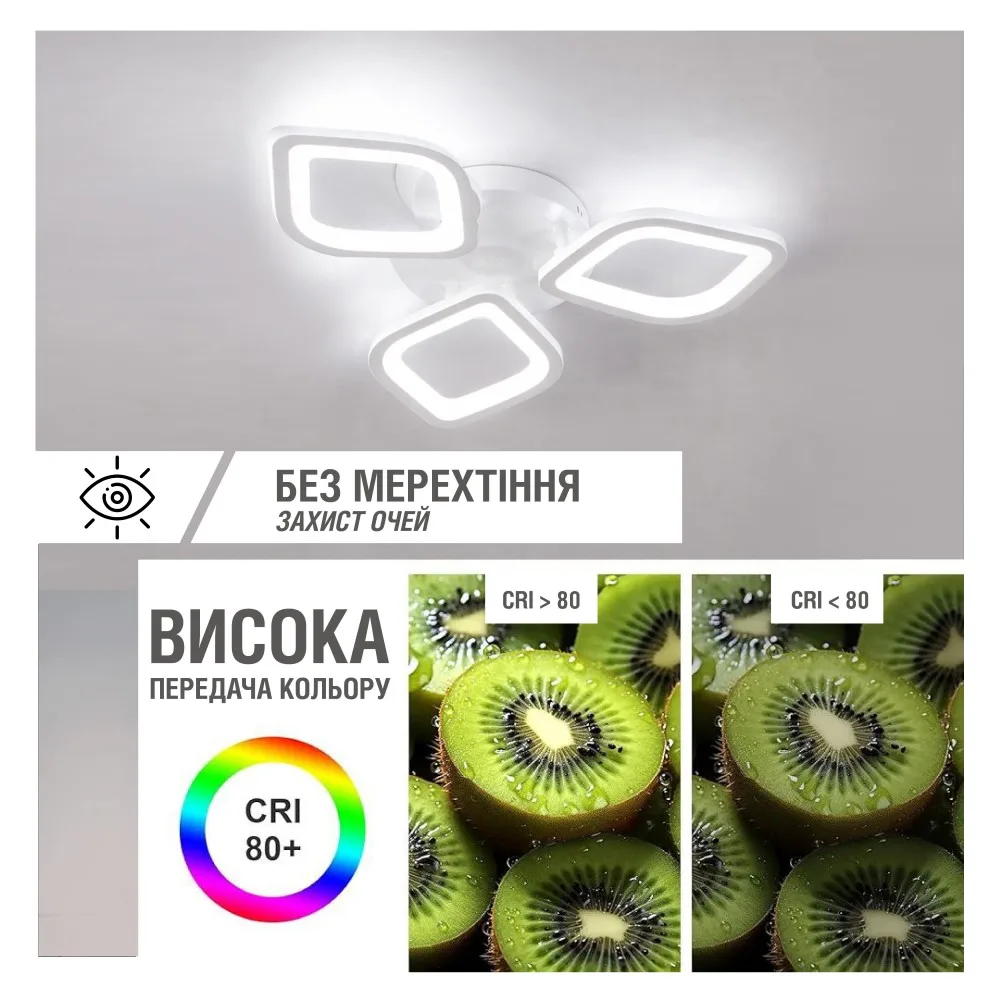 БЕЗ МЕРЕХТІННЯ
ЗАХИСТ ОЧЕЙ
ВИСОКА
ПЕРЕДАЧА КОЛЬОРУ
CRI
80+
CRI > 80
CRI < 80